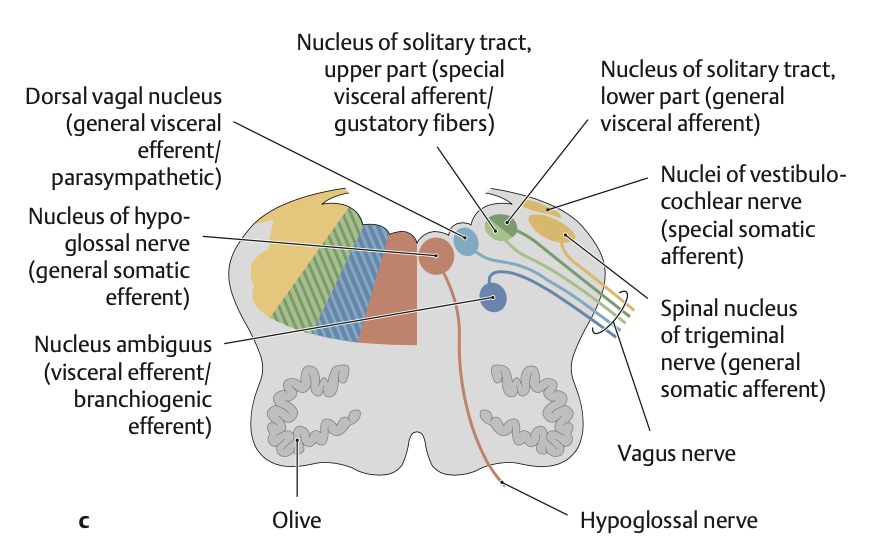 Nucleus of solitary tract,
upper part (special
visceral afferent/
gustatory fibers)
Nucleus of solitary tract,
lower part (general
visceral afferent)
Dorsal vagal nucleus
(general visceral
efferent/
parasympathetic)
Nuclei of vestibulo-
cochlear nerve
(special somatic
afferent)
Nucleus of hypo-
glossal nerve
(general somatic
efferent)
Spinal nucleus
of trigeminal
nerve (general
somatic afferent)
Nucleus ambiguus
(visceral efferent/
branchiogenic
efferent)
Vagus nerve
c
Olive
Hypoglossal nerve